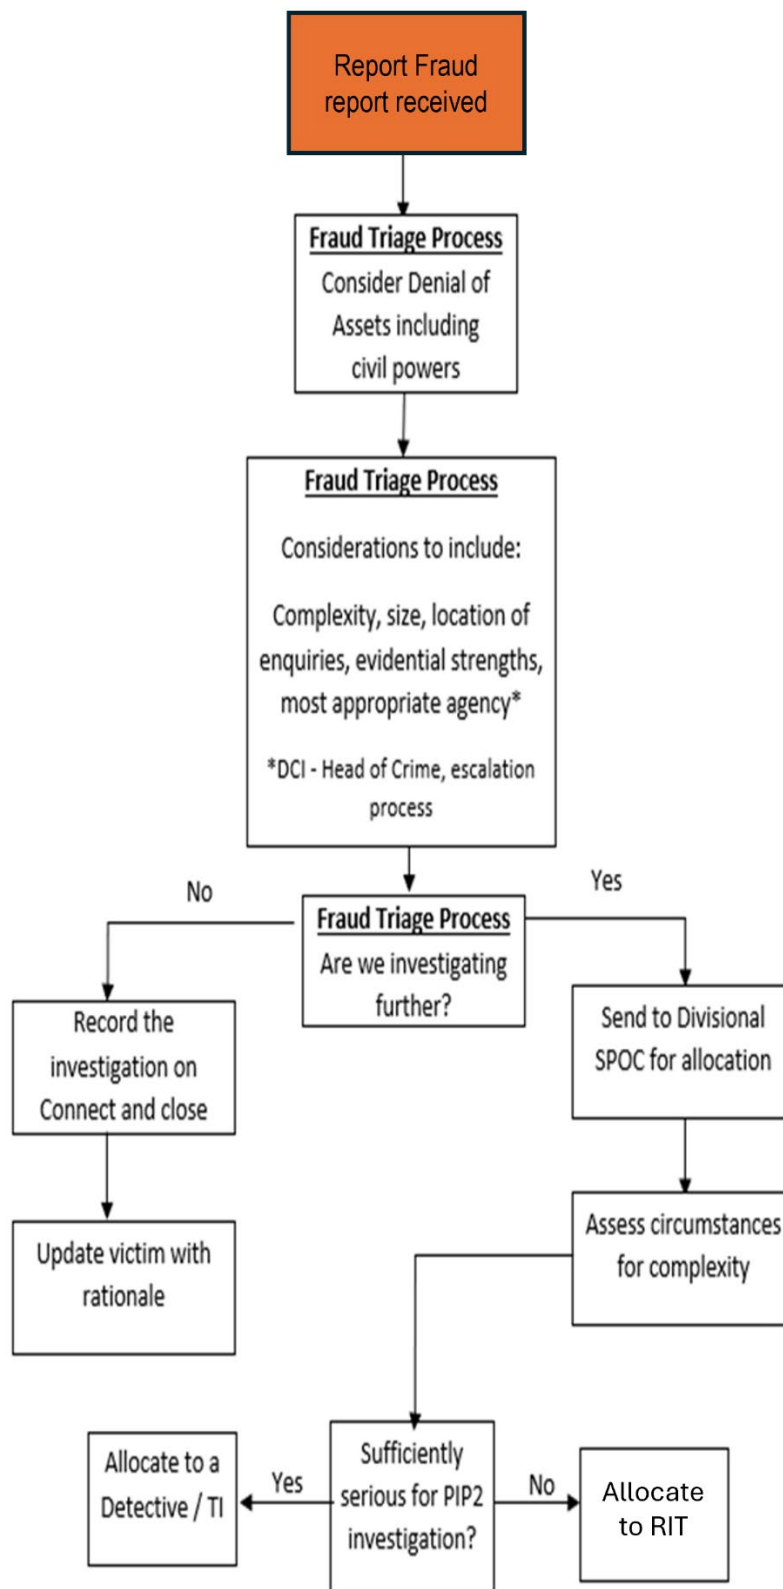 Report Fraud
report received
Fraud Triage Process
Consider Denial of
Assets including
civil powers
Fraud Triage Process
Considerations to include:
Complexity, size, location of
enquiries, evidential strengths,
most appropriate agency*
*DCI - Head of Crime, escalation
process
No
Yes
Fraud Triage Process
Are we investigating
further?
Record the
investigation on
Connect and close
Send to Divisional
SPOC for allocation
Update victim with
rationale
Assess circumstances
for complexity
Allocate to a
Detective / TI
Yes
Sufficiently
serious for PIP2
investigation?
No
Allocate
to RIT